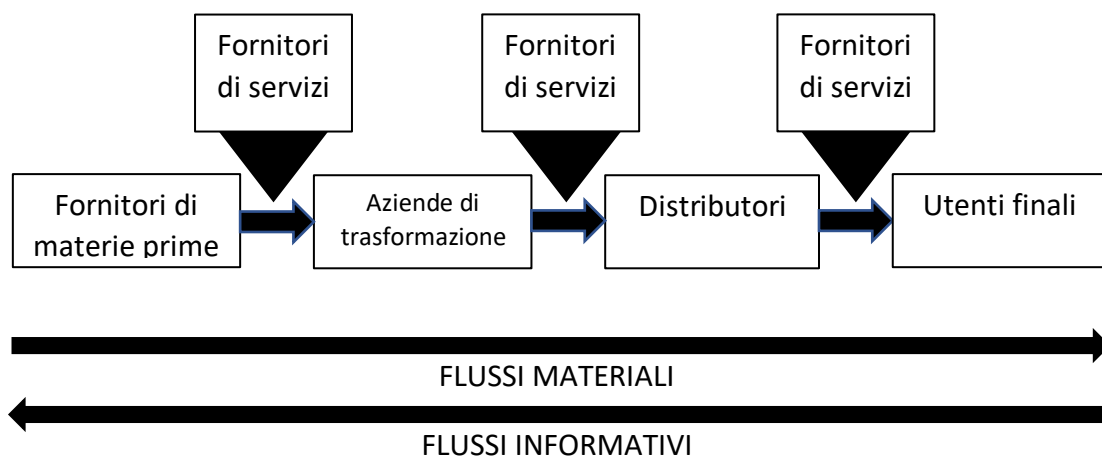 Fornitori
di servizi
Fornitori
di servizi
Fornitori
di servizi
Fornitori di
materie prime
Aziende di
trasformazione
Distributori
Utenti finali
FLUSSI MATERIALI
FLUSSI INFORMATIVI